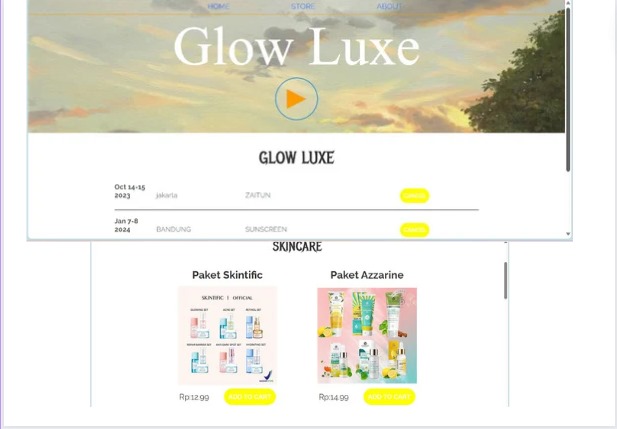 HOME STORE ABOUT
Glow Luxe
GLOW LUXE
Oct 14-15
2023 jakarta ZAITUN
Jan 7-8
2024 BANDUNG SUNSCREEN
SKINCARE
Paket Skintific Paket Azzarine
SKINTIFIC | OFFICIAL
Rp:12.99 ADD TO CART Rp:14.99 ADD TO CART